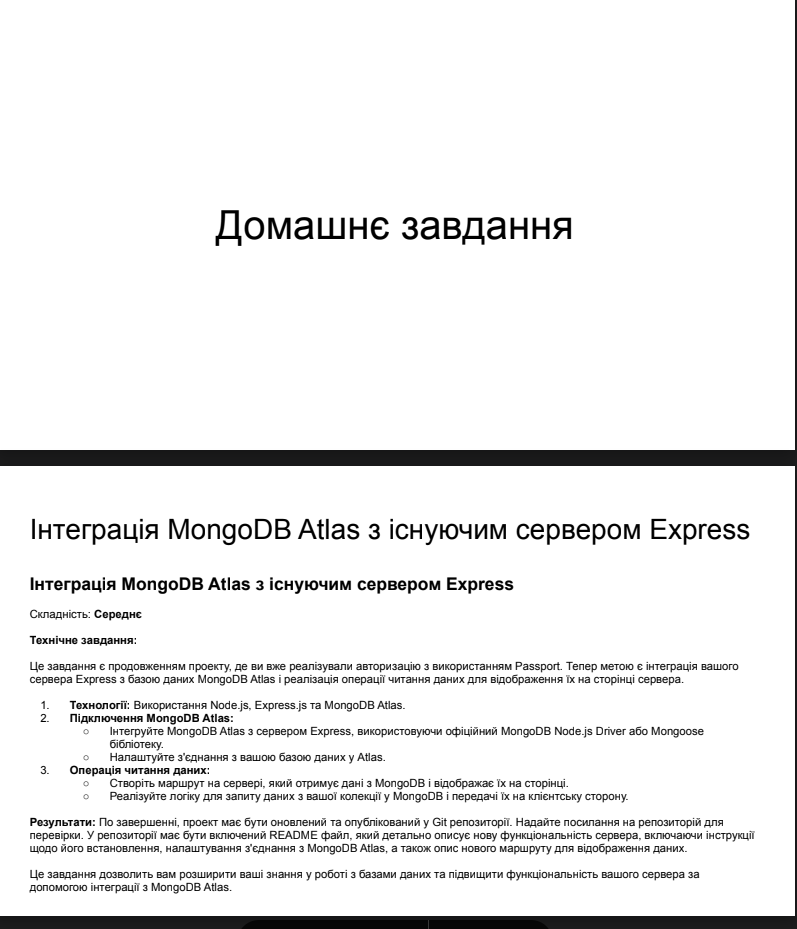 Домашнє завдання
Інтеграція MongoDB Atlas з існуючим сервером Express
Інтеграція MongoDB Atlas з існуючим сервером Express
Складність: Середнє
Технічне завдання:
Це завдання є продовженням проекту, де ви вже реалізували авторизацію з використанням Passport. Тепер метою є інтеграція вашого
сервера Express з базою даних MongoDB Atlas і реалізація операції читання даних для відображення їх на сторінці сервера.
1. Технології: Використання Node.js, Express.js та MongoDB Atlas.
2. Підключення MongoDB Atlas:
○ Інтегруйте MongoDB Atlas з сервером Express, використовуючи офіційний MongoDB Node.js Driver або Mongoose
бібліотеку.
○ Налаштуйте з'єднання з вашою базою даних у Atlas.
3. Операція читання даних:
○ Створіть маршрут на сервері, який отримує дані з MongoDB і відображає їх на сторінці.
○ Реалізуйте логіку для запиту даних з вашої колекції у MongoDB і передачі їх на клієнтську сторону.
Результати: По завершенні, проект має бути оновлений та опублікований у Git репозиторії. Надайте посилання на репозиторій для
перевірки. У репозиторії має бути включений README файл, який детально описує нову функціональність сервера, включаючи інструкції
щодо його встановлення, налаштування з'єднання з MongoDB Atlas, а також опис нового маршруту для відображення даних.
Це завдання дозволить вам розширити ваші знання у роботі з базами даних та підвищити функціональність вашого сервера за
допомогою інтеграції з MongoDB Atlas.